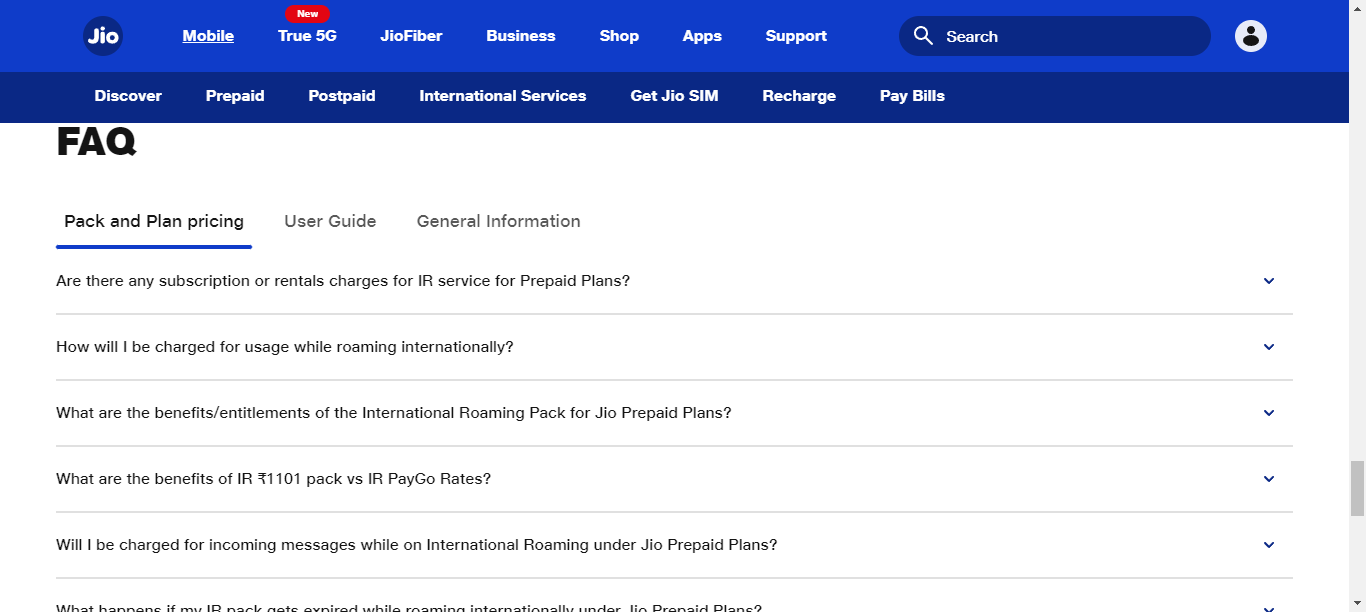 New
Jio Mobile True 5G JioFiber Business Shop Apps Support Search
Discover Prepaid Postpaid International Services Get Jio SIM Recharge Pay Bills
FAQ
Pack and Plan pricing User Guide General Information
Are there any subscription or rentals charges for IR service for Prepaid Plans?
How will I be charged for usage while roaming internationally?
What are the benefits/entitlements of the International Roaming Pack for Jio Prepaid Plans?
What are the benefits of IR ₹1101 pack vs IR PayGo Rates?
Will I be charged for incoming messages while on International Roaming under Jio Prepaid Plans?
What happens if my IR pack gets expired while roaming internationally under Jio Prepaid Plans?